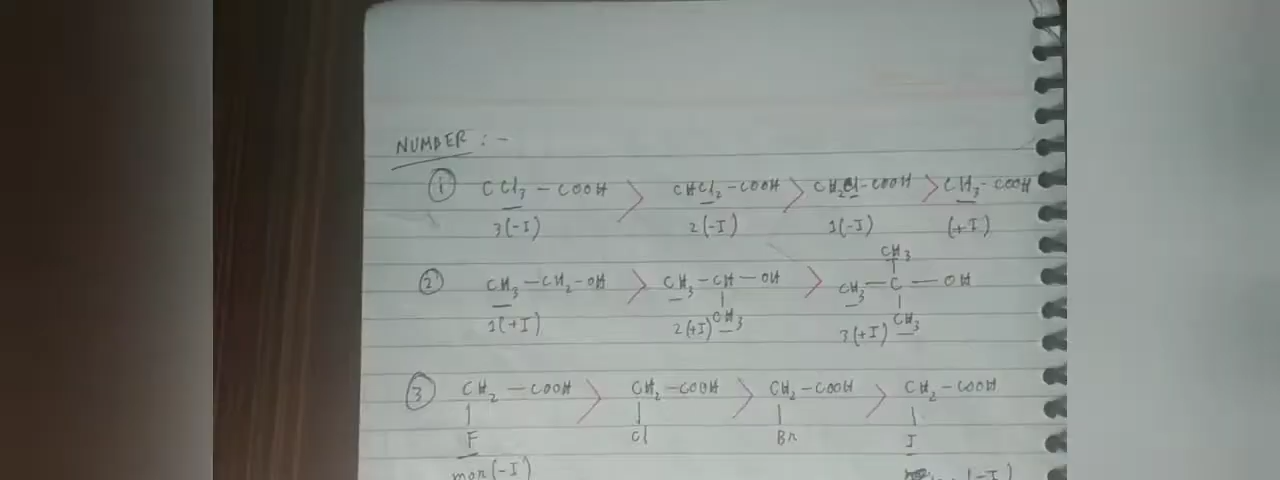 NUMBER :-
① CCl₃ - COOH > CHCl₂ - COOH > CH₂Cl - COOH > CH₃ - COOH
3(-I) 2(-I) 1(-I) (+I)
CH₃
② CH₃ - CH₂ - OH > CH₃ - CH - OH > CH₃ - C - OH
1(+I) 2(+I) CH₃ 3(+I) CH₃
③ CH₂ - COOH > CH₂ - COOH > CH₂ - COOH > CH₂ - COOH
F Cl Br I
(-I) (-I)